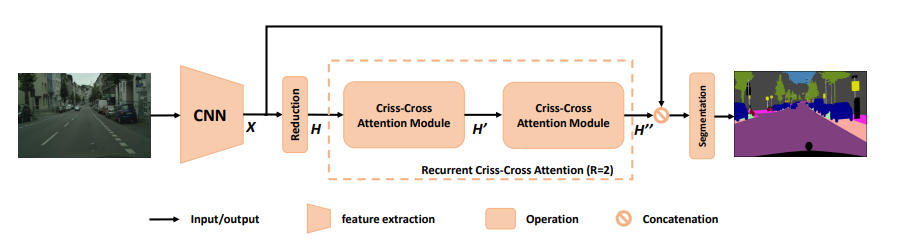 CNN
X
Reduction
H
Criss-Cross
Attention Module
H’
Criss-Cross
Attention Module
H’’
Segmentation
Recurrent Criss-Cross Attention (R=2)
Input/output
feature extraction
Operation
Concatenation